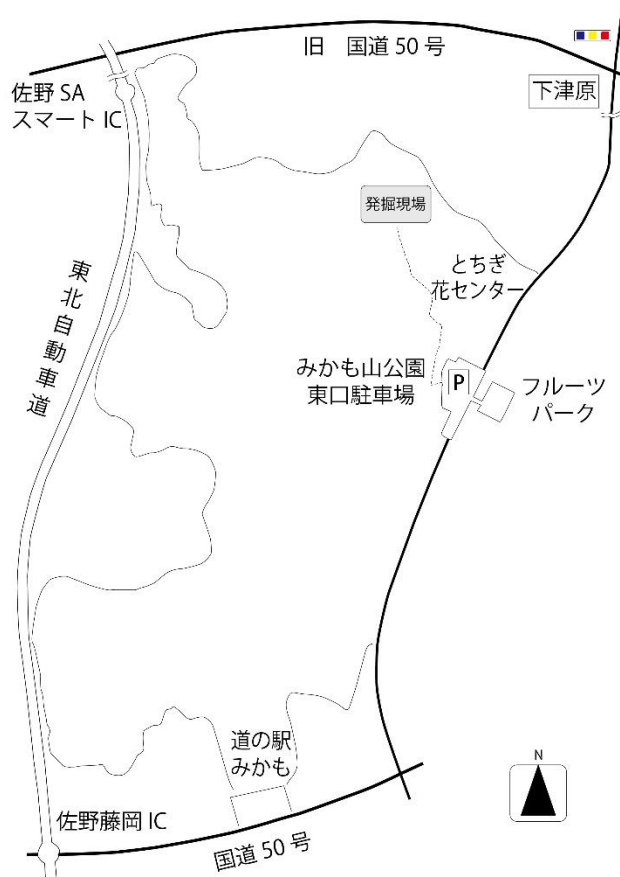 旧 国道 50 号
佐野 SA
スマート IC
下津原
発掘現場
とちぎ
花センター
東北自動車道
みかも山公園
東口駐車場
P
フルーツ
パーク
道の駅
みかも
N
佐野藤岡 IC
国道 50 号